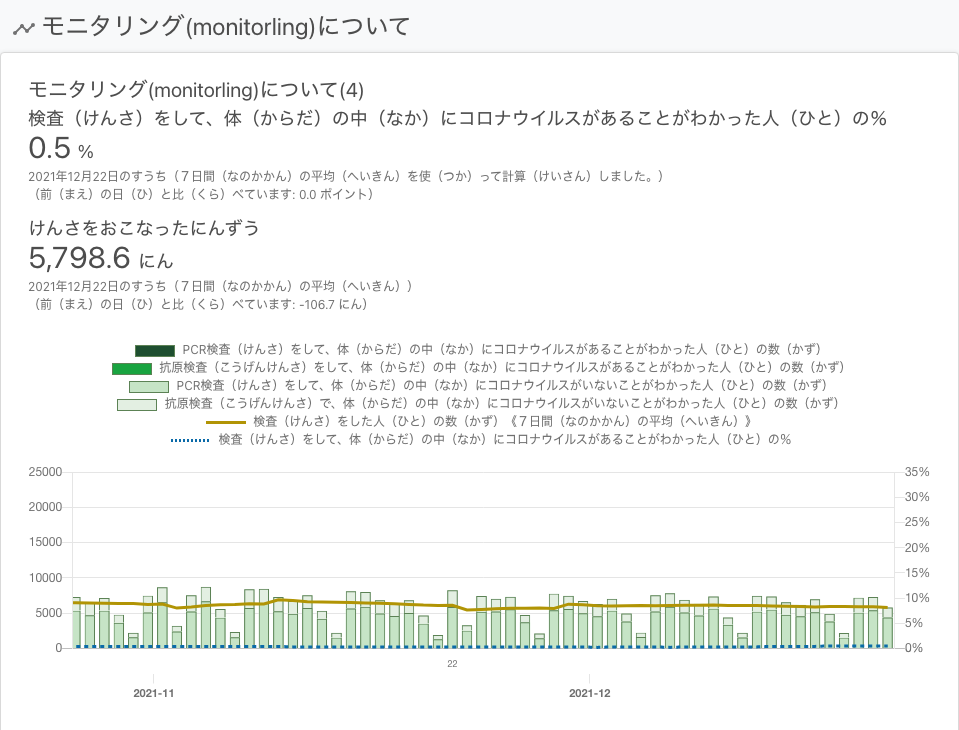 モニタリング(monitorling)について
モニタリング(monitorling)について(4)
検査（けんさ）をして、体（からだ）の中（なか）にコロナウイルスがあることがわかった人（ひと）の%
0.5 %
2021年12月22日のすうち（７日間（なのかかん）の平均（へいきん）を使（つか）って計算（けいさん）しました。）
（前（まえ）の日（ひ）と比（くら）べています: 0.0 ポイント）
けんさをおこなったにんずう
5,798.6 にん
2021年12月22日のすうち（７日間（なのかかん）の平均（へいきん））
（前（まえ）の日（ひ）と比（くら）べています: -106.7 にん）
PCR検査（けんさ）をして、体（からだ）の中（なか）にコロナウイルスがあることがわかった人（ひと）の数（かず）
抗原検査（こうげんけんさ）をして、体（からだ）の中（なか）にコロナウイルスがあることがわかった人（ひと）の数（かず）
PCR検査（けんさ）をして、体（からだ）の中（なか）にコロナウイルスがいないことがわかった人（ひと）の数（かず）
抗原検査（こうげんけんさ）で、体（からだ）の中（なか）にコロナウイルスがいないことがわかった人（ひと）の数（かず）
検査（けんさ）をした人（ひと）の数（かず）《７日間（なのかかん）の平均（へいきん）》
検査（けんさ）をして、体（からだ）の中（なか）にコロナウイルスがあることがわかった人（ひと）の%
25000 35%
20000 30%
15000 25%
10000 20%
5000 15%
0 10%
5%
0%
22
2021-11 2021-12